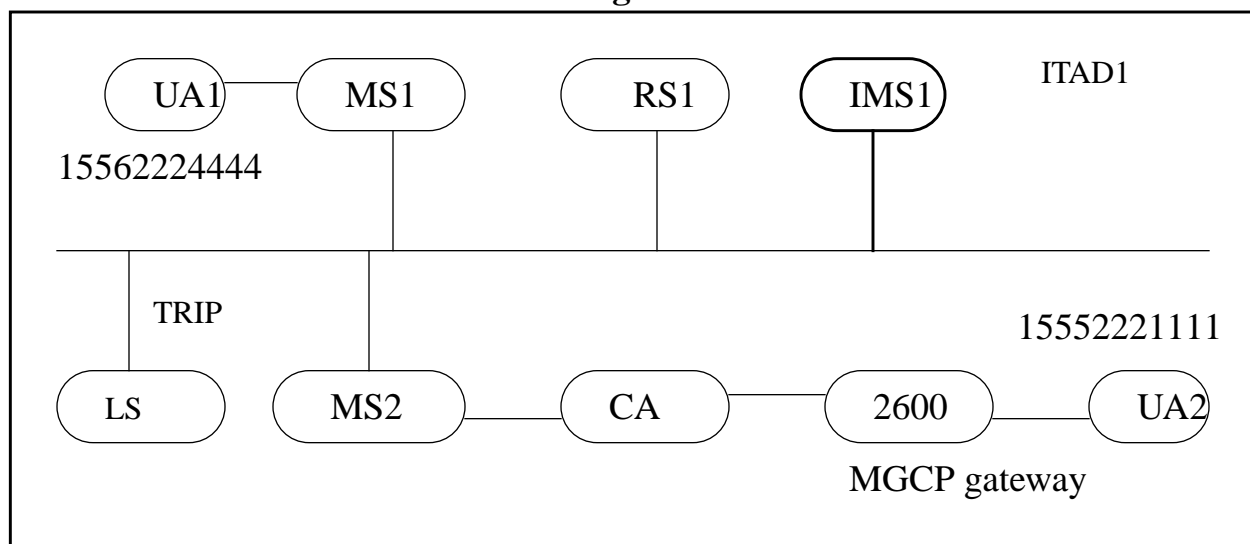 g
UA1
MS1
RS1
IMS1
ITAD1
15562224444
TRIP
15552221111
LS
MS2
CA
2600
UA2
MGCP gateway